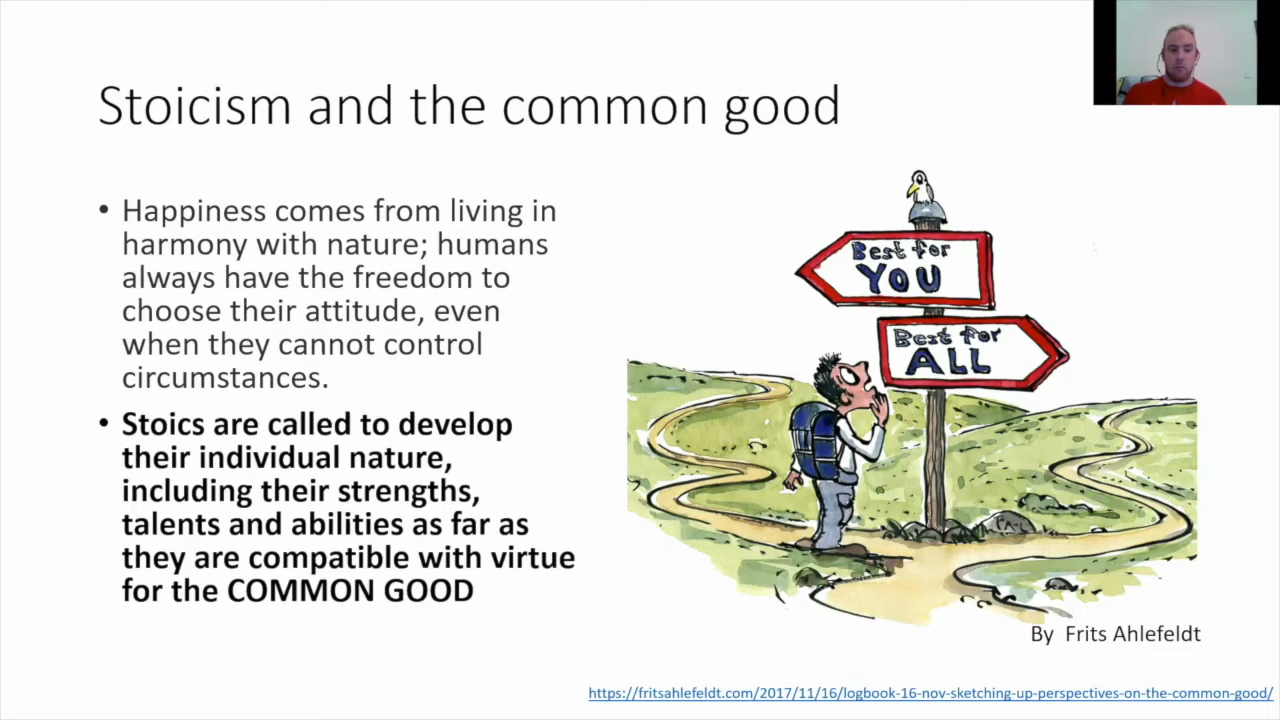 Stoicism and the common good
• Happiness comes from living in
harmony with nature; humans
always have the freedom to
choose their attitude, even
when they cannot control
circumstances.
• Stoics are called to develop
their individual nature,
including their strengths,
talents and abilities as far as
they are compatible with virtue
for the COMMON GOOD
Best for
YOU
Best for
ALL
By Frits Ahlefeldt
https://fritsahlefeldt.com/2017/11/16/logbook-16-nov-sketching-up-perspectives-on-the-common-good/